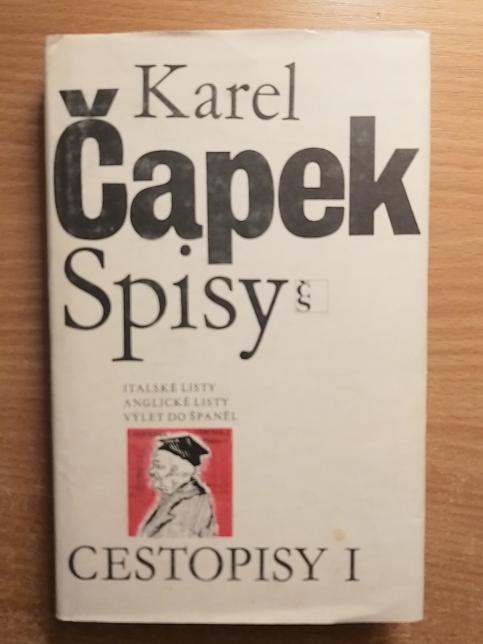 Karel
Čapek
Spisy
čs
ITALSKÉ LISTY
ANGLICKÉ LISTY
VÝLET DO ŠPANĚL
CESTOPISY I